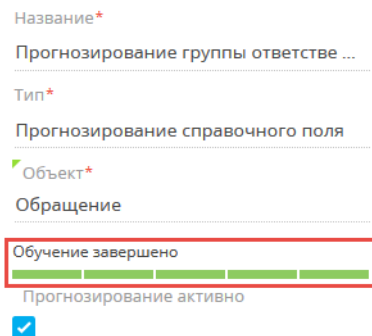 Название*
Прогнозирование группы ответстве ...
Тип*
Прогнозирование справочного поля
Объект*
Обращение
Обучение завершено
Прогнозирование активно